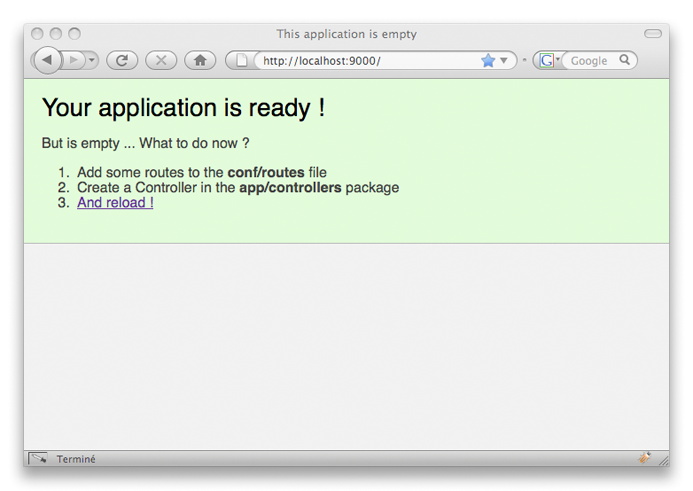 This application is empty
http://localhost:9000/
Google
Your application is ready !
But is empty ... What to do now ?
1. Add some routes to the conf/routes file
2. Create a Controller in the app/controllers package
3. And reload !
Terminé